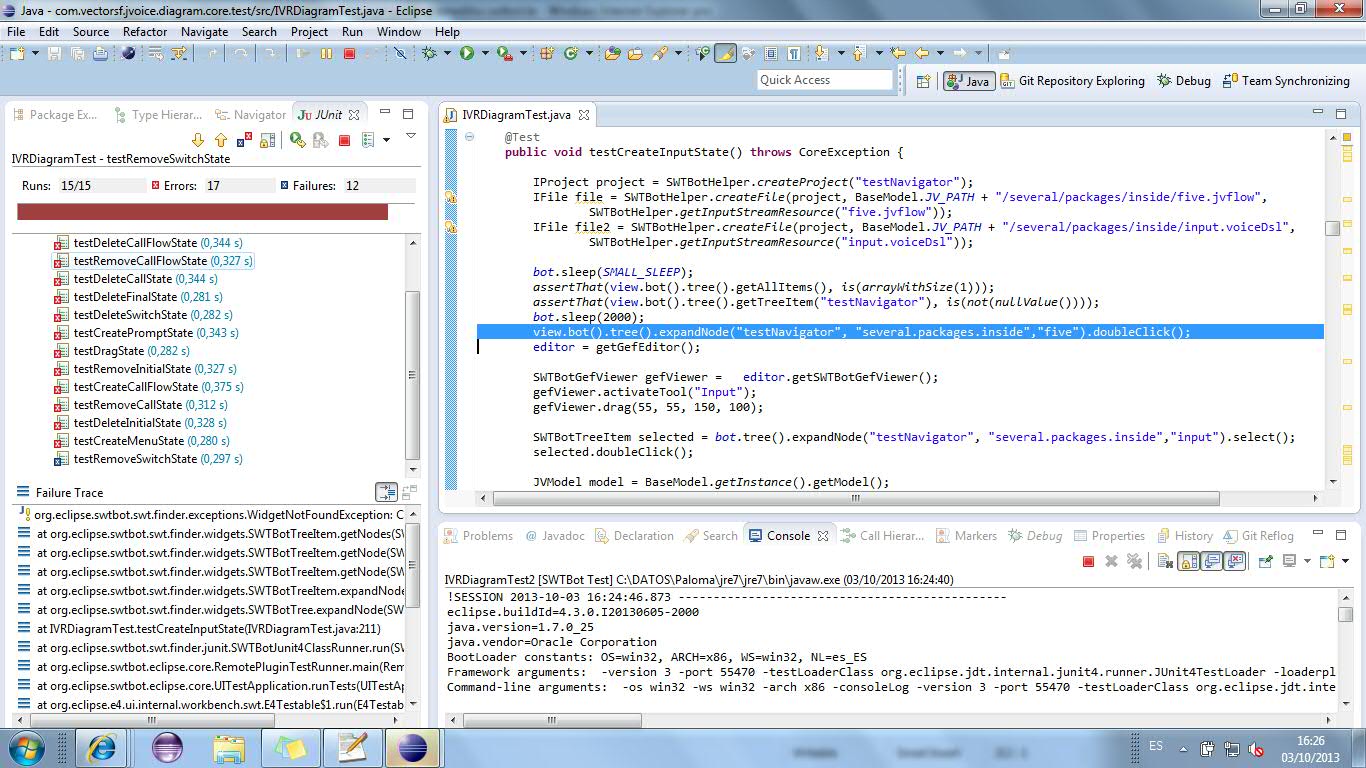 Java - com.vectorsf.jvoice.diagram.core.test/src/IVRDiagramTest.java - Eclipse
File Edit Source Refactor Navigate Search Project Run Window Help
Quick Access
Java Git Repository Exploring Debug Team Synchronizing
Package Ex... Type Hierar... Navigator JUnit
IVRDiagramTest - testRemoveSwitchState
Runs: 15/15 Errors: 17 Failures: 12
testDeleteCallFlowState (0,344 s)
testRemoveCallFlowState (0,327 s)
testDeleteCallState (0,344 s)
testDeleteFinalState (0,281 s)
testDeleteSwitchState (0,282 s)
testCreatePromptState (0,343 s)
testDragState (0,282 s)
testRemoveInitialState (0,327 s)
testCreateCallFlowState (0,375 s)
testRemoveCallState (0,312 s)
testDeleteInitialState (0,328 s)
testCreateMenuState (0,280 s)
testRemoveSwitchState (0,297 s)
Failure Trace
org.eclipse.swtbot.swt.finder.exceptions.WidgetNotFoundException: C
at org.eclipse.swtbot.swt.finder.widgets.SWTBotTreeItem.getNodes(SW
at org.eclipse.swtbot.swt.finder.widgets.SWTBotTreeItem.getNode(SW
at org.eclipse.swtbot.swt.finder.widgets.SWTBotTreeItem.getNode(SW
at org.eclipse.swtbot.swt.finder.widgets.SWTBotTreeItem.expandNod
at org.eclipse.swtbot.swt.finder.widgets.SWTBotTree.expandNode(SW
at IVRDiagramTest.testCreateInputState(IVRDiagramTest.java:211)
at org.eclipse.swtbot.swt.finder.junit.SWTBotJunit4ClassRunner.run(SW
at org.eclipse.swtbot.eclipse.core.RemotePluginTestRunner.main(Rem
at org.eclipse.swtbot.eclipse.core.UITestApplication.runTests(UITestAp
at org.eclipse.e4.ui.internal.workbench.swt.E4Testable$1.run(E4Testab
IVRDiagramTest.java
@Test
public void testCreateInputState() throws CoreException {
IProject project = SWTBotHelper.createProject("testNavigator");
IFile file = SWTBotHelper.createFile(project, BaseModel.JV_PATH + "/several/packages/inside/five.jvflow",
SWTBotHelper.getInputStreamResource("five.jvflow"));
IFile file2 = SWTBotHelper.createFile(project, BaseModel.JV_PATH + "/several/packages/inside/input.voiceDsl",
SWTBotHelper.getInputStreamResource("input.voiceDsl"));
bot.sleep(SMALL_SLEEP);
assertThat(view.bot().tree().getAllItems(), is(arrayWithSize(1)));
assertThat(view.bot().tree().getTreeItem("testNavigator"), is(not(nullValue())));
bot.sleep(2000);
view.bot().tree().expandNode("testNavigator", "several.packages.inside","five").doubleClick();
editor = getGefEditor();
SWTBotGefViewer gefViewer = editor.getSWTBotGefViewer();
gefViewer.activateTool("Input");
gefViewer.drag(55, 55, 150, 100);
SWTBotTreeItem selected = bot.tree().expandNode("testNavigator", "several.packages.inside","input").select();
selected.doubleClick();
JVModel model = BaseModel.getInstance().getModel();
Problems @ Javadoc Declaration Search Console Call Hierar... Markers Debug Properties History Git Reflog
IVRDiagramTest2 [SWTBot Test] C:\DATOS\Paloma\jre7\jre7\bin\javaw.exe (03/10/2013 16:24:40)
!SESSION 2013-10-03 16:24:46.873 -----------------------------------------------
eclipse.buildId=4.3.0.I20130605-2000
java.version=1.7.0_25
java.vendor=Oracle Corporation
BootLoader constants: OS=win32, ARCH=x86, WS=win32, NL=es_ES
Framework arguments:  -version 3 -port 55470 -testLoaderClass org.eclipse.jdt.internal.junit4.runner.JUnit4TestLoader -loaderpl
Command-line arguments:  -os win32 -ws win32 -arch x86 -consoleLog -version 3 -port 55470 -testLoaderClass org.eclipse.jdt.inte
ES
16:26
03/10/2013